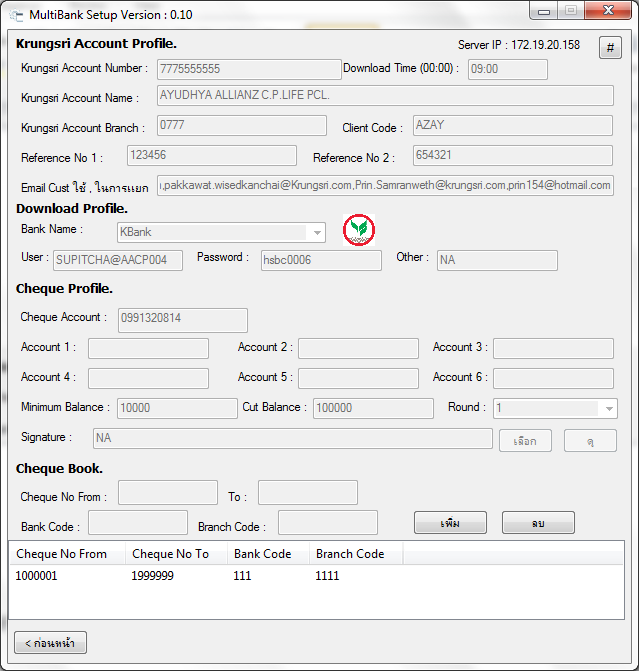 MultiBank Setup Version : 0.10
Krungsri Account Profile.
Server IP : 172.19.20.158
#
Krungsri Account Number : 7775555555 Download Time (00:00) : 09:00
Krungsri Account Name : AYUDHYA ALLIANZ C.P.LIFE PCL.
Krungsri Account Branch : 0777 Client Code : AZAY
Reference No 1 : 123456 Reference No 2 : 654321
Email Cust ใช้ , ในการแยก ,pakkawat.wisedkanchai@Krungsri.com,Prin.Samranweth@krungsri.com,prin154@hotmail.com
Download Profile.
Bank Name : KBank
User : SUPITCHA@AACP004 Password : hsbc0006 Other : NA
Cheque Profile.
Cheque Account : 0991320814
Account 1 : Account 2 : Account 3 :
Account 4 : Account 5 : Account 6 :
Minimum Balance : 10000 Cut Balance : 100000 Round : 1
Signature : NA เลือก ดู
Cheque Book.
Cheque No From : To :
Bank Code : Branch Code : เพิ่ม ลบ
Cheque No From Cheque No To Bank Code Branch Code
1000001 1999999 111 1111
< ก่อนหน้า